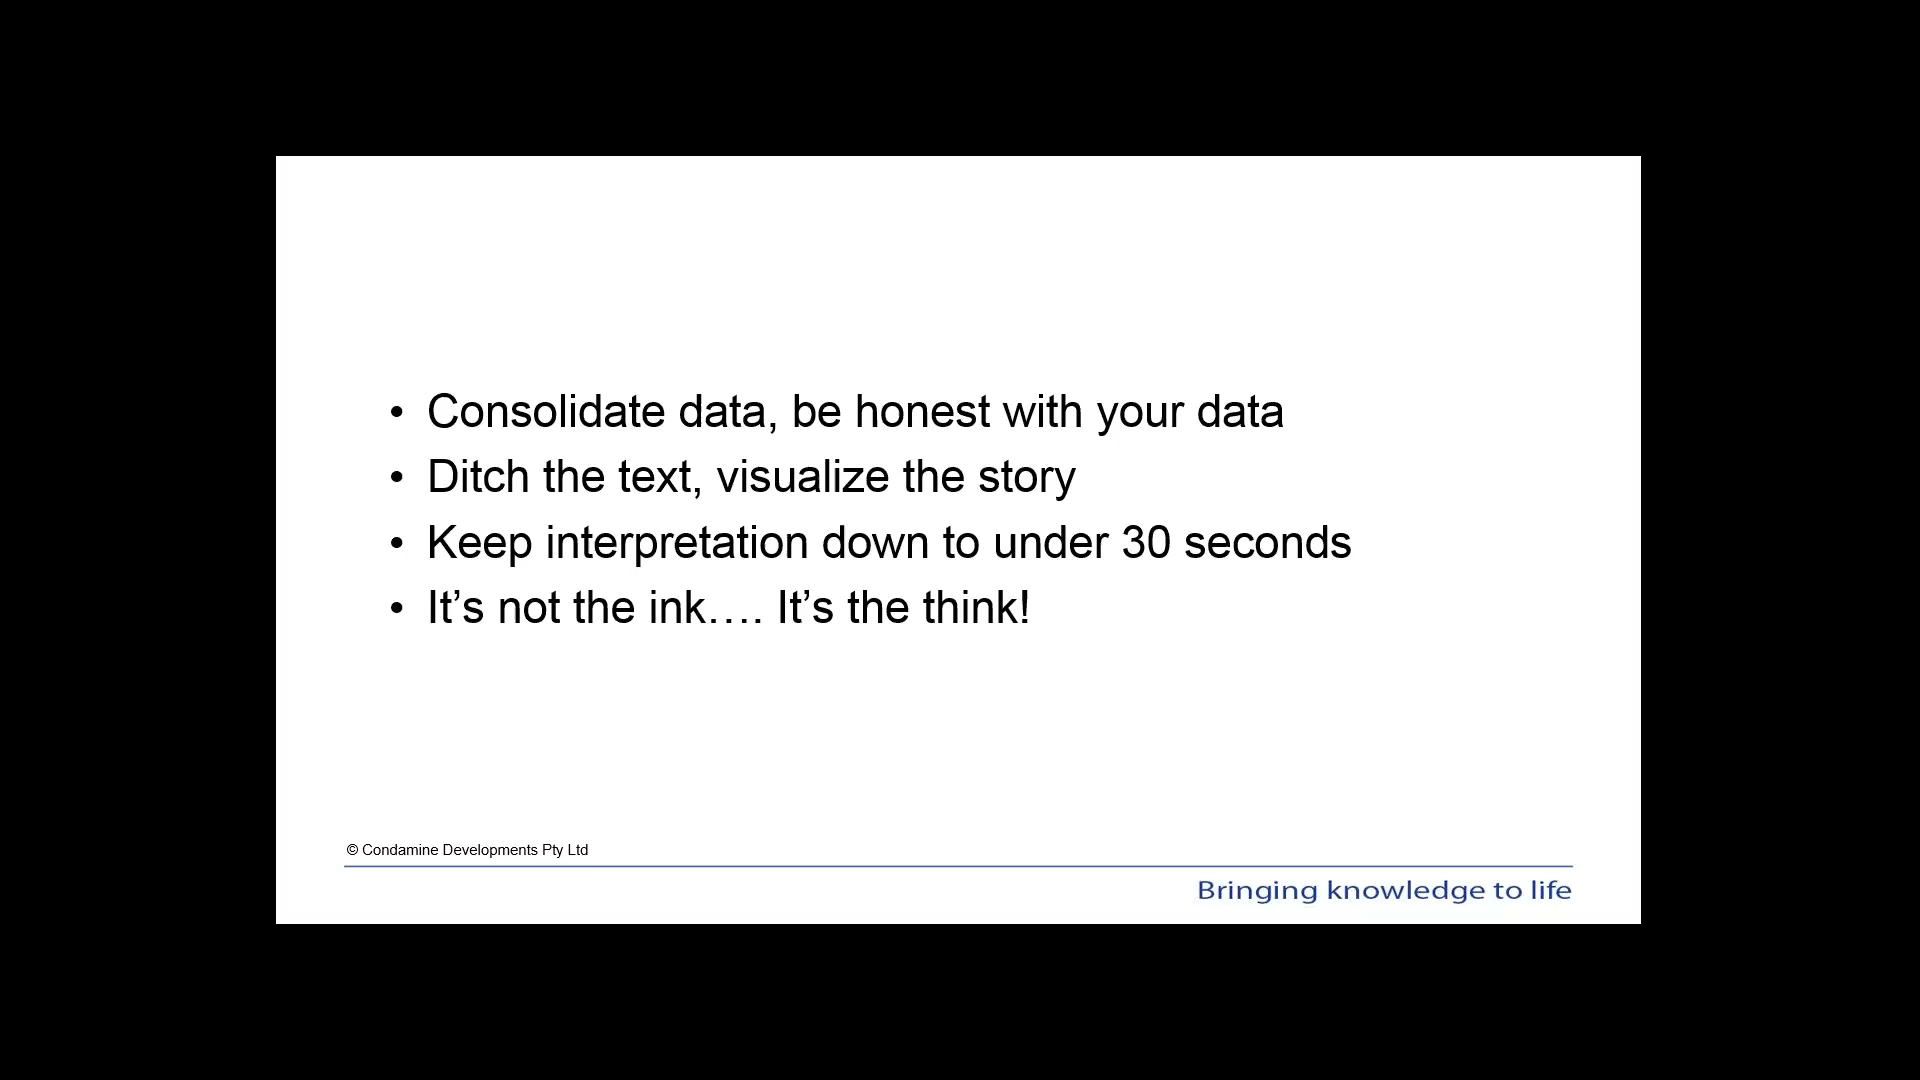 • Consolidate data, be honest with your data
• Ditch the text, visualize the story
• Keep interpretation down to under 30 seconds
• It’s not the ink…. It’s the think!
© Condamine Developments Pty Ltd
Bringing knowledge to life